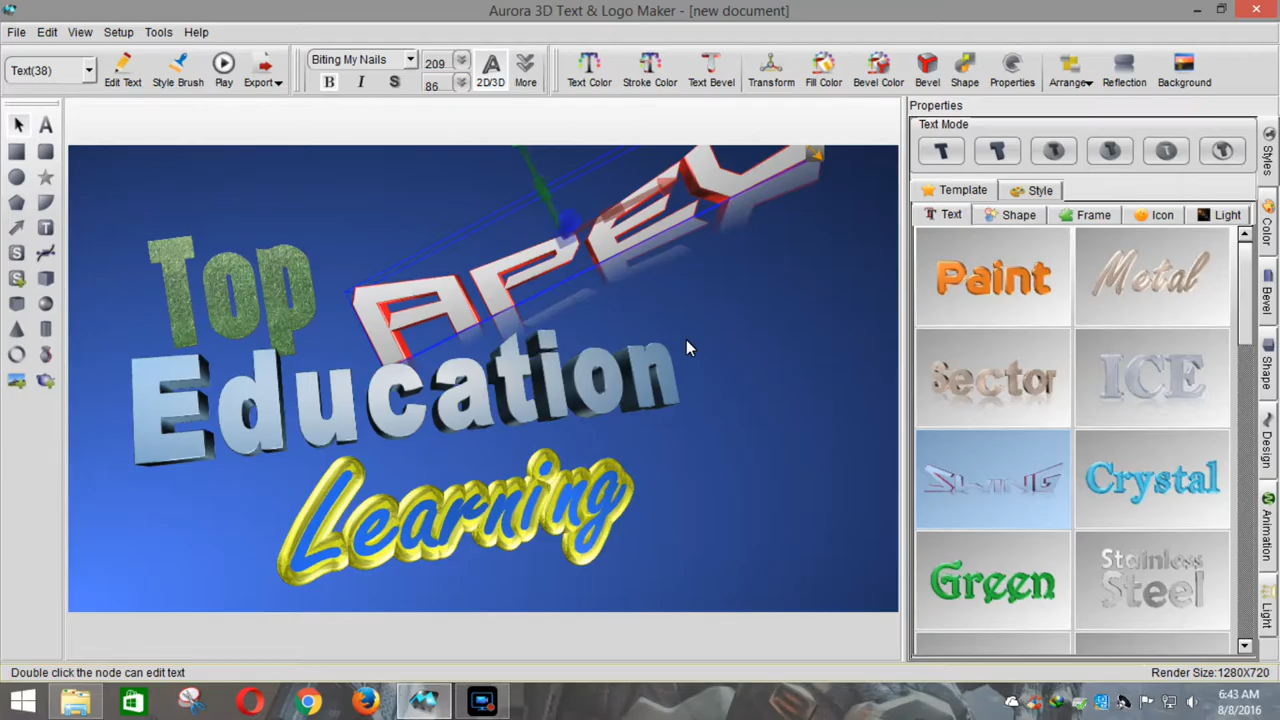 Aurora 3D Text & Logo Maker - [new document]
File Edit View Setup Tools Help
Text(38) Edit Text Style Brush Play Export Biting My Nails 209 86 B I S 2D/3D More Text Color Stroke Color Text Bevel Transform Fill Color Bevel Color Bevel Shape Properties Arrange Reflection Background
Properties
Text Mode
Template Style
Text Shape Frame Icon Light
APEX
Top
Education
Learning
Paint Metal
Sector ICE
SWING Crystal
Green Stainless Steel
Styles
Color
Bevel
Shape
Design
Animation
Light
Double click the node can edit text
Render Size:1280X720
6:43 AM
8/8/2016